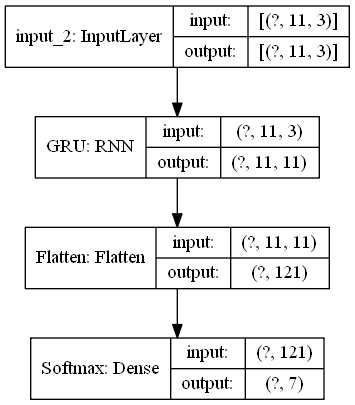 input_2: InputLayer
input: [(?, 11, 3)]
output: [(?, 11, 3)]
GRU: RNN
input: (?, 11, 3)
output: (?, 11, 11)
Flatten: Flatten
input: (?, 11, 11)
output: (?, 121)
Softmax: Dense
input: (?, 121)
output: (?, 7)